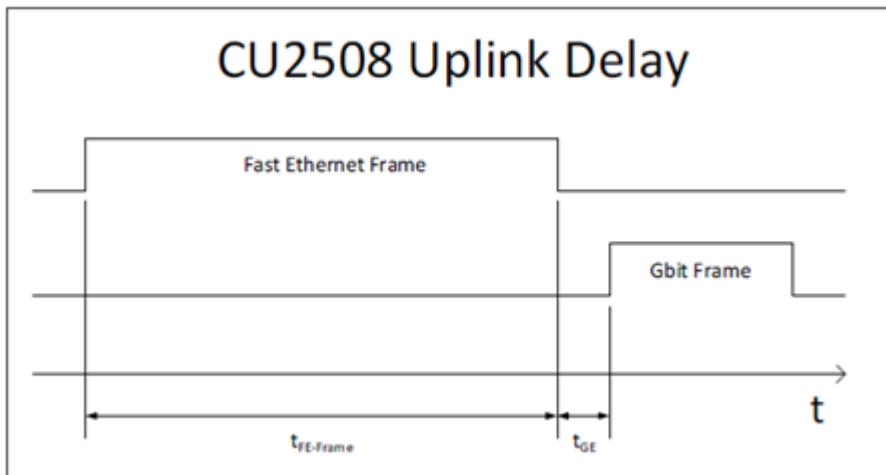 CU2508 Uplink Delay
Fast Ethernet Frame
Gbit Frame
t
tFE-Frame
tGE